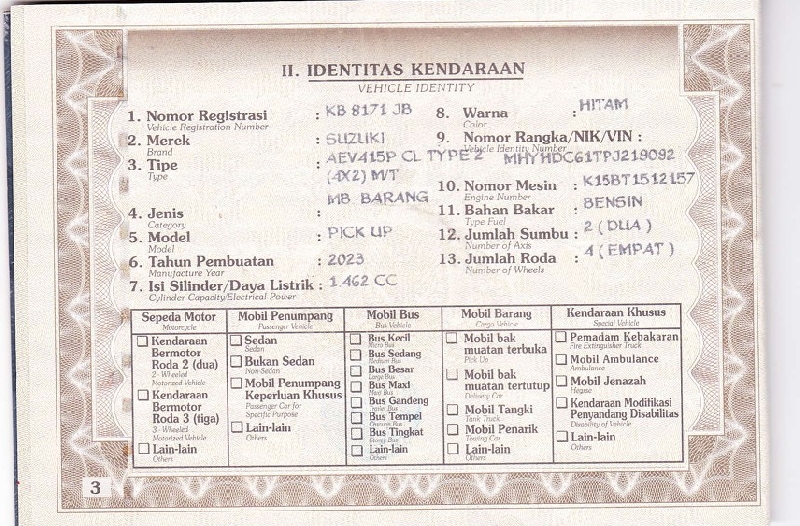 II. IDENTITAS KENDARAAN
VEHICLE IDENTITY
1. Nomor Registrasi : KB 8171 JB
Vehicle Registration Number
2. Merek : SUZUKI
Brand
3. Tipe : AEV415P CL TYPE 2
Type
(4X2) M/T
MB. BARANG
4. Jenis :
Category
5. Model : PICK UP
Model
6. Tahun Pembuatan : 2023
Manufacture Year
7. Isi Silinder/Daya Listrik : 1.462 CC
Cylinder Capacity/Electrical Power
8. Warna : HITAM
Color
9. Nomor Rangka/NIK/VIN :
Vehicle Identity Number
MHYHDC61TPJ219092
10. Nomor Mesin : K15BT1512157
Engine Number
11. Bahan Bakar : BENSIN
Type Fuel
12. Jumlah Sumbu : 2 (DUA)
Number of Axis
13. Jumlah Roda : 4 (EMPAT)
Number of Wheels
Sepeda Motor
Motorcycle
Kendaraan
Bermotor
Roda 2 (dua)
2-Wheeled
Motorized Vehicle
Kendaraan
Bermotor
Roda 3 (tiga)
3-Wheeled
Motorized Vehicle
Lain-lain
Others
Mobil Penumpang
Passenger Vehicle
Sedan
Sedan
Bukan Sedan
Non-Sedan
Mobil Penumpang
Keperluan Khusus
Passenger Car for
Specific Purpose
Lain-lain
Others
Mobil Bus
Bus Vehicle
Bus Kecil
Micro Bus
Bus Sedang
Medium Bus
Bus Besar
Large Bus
Bus Maxi
Maxi Bus
Bus Gandeng
Bus Tempel
Bus Tingkat
Lain-lain
Others
Mobil Barang
Cargo Vehicle
Mobil bak
muatan terbuka
Pick Up
Mobil bak
muatan tertutup
Delivery Car
Mobil Tangki
Tank Truck
Mobil Penarik
Towing Car
Lain-lain
Others
Kendaraan Khusus
Special Vehicle
Pemadam Kebakaran
Fire Extinguisher Truck
Mobil Ambulance
Ambulance
Mobil Jenazah
Hearse
Kendaraan Modifikasi
Penyandang Disabilitas
Disability of Vehicle
Lain-lain
Others
3